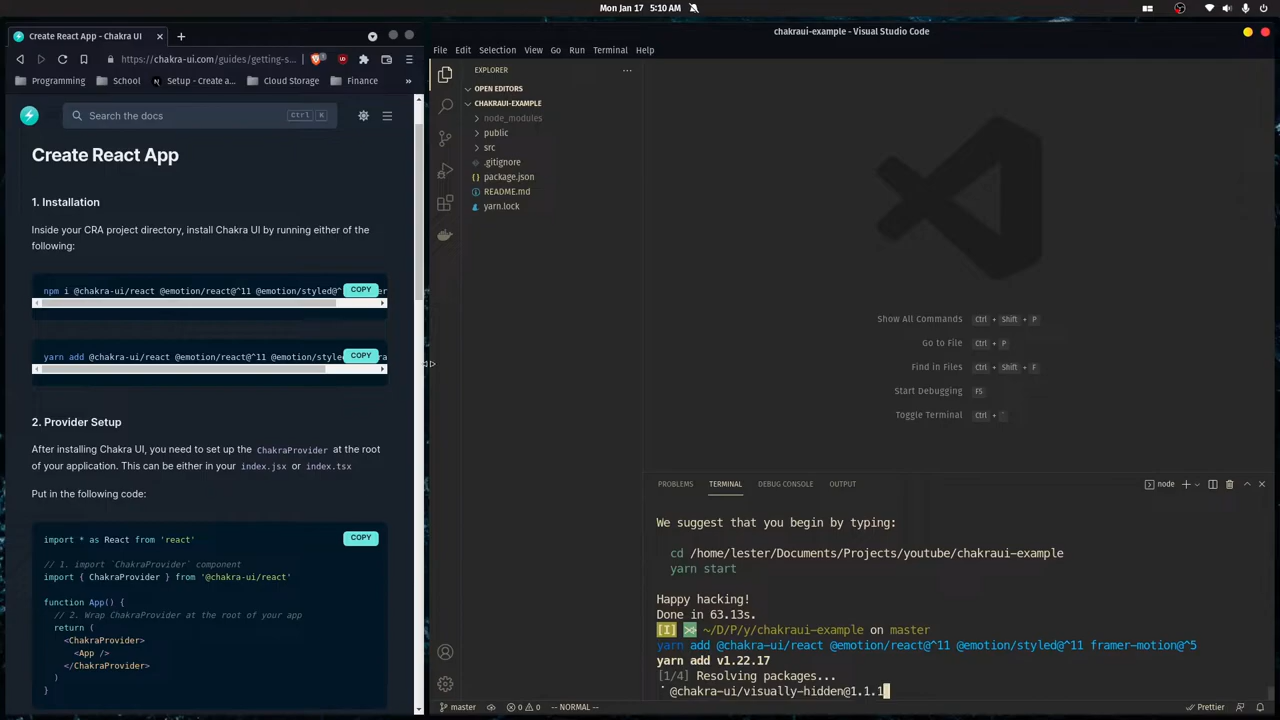 Mon Jan 17 5:10 AM
Create React App - Chakra UI
https://chakra-ui.com/guides/getting-s...
Programming
School
Setup - Create a...
Cloud Storage
Finance
»
Search the docs
Ctrl K
Create React App
1. Installation
Inside your CRA project directory, install Chakra UI by running either of the
following:
npm i @chakra-ui/react @emotion/react@^11 @emotion/styled@^
COPY
yarn add @chakra-ui/react @emotion/react@^11 @emotion/style
COPY
2. Provider Setup
After installing Chakra UI, you need to set up the ChakraProvider at the root
of your application. This can be either in your index.jsx or index.tsx
Put in the following code:
COPY
import * as React from 'react'
// 1. import `ChakraProvider` component
import { ChakraProvider } from '@chakra-ui/react'
function App() {
// 2. Wrap ChakraProvider at the root of your app
return (
<ChakraProvider>
<App />
</ChakraProvider>
)
}
chakraui-example - Visual Studio Code
File Edit Selection View Go Run Terminal Help
EXPLORER
OPEN EDITORS
CHAKRAUI-EXAMPLE
node_modules
public
src
.gitignore
package.json
README.md
yarn.lock
Show All Commands Ctrl + Shift + P
Go to File Ctrl + P
Find in Files Ctrl + Shift + F
Start Debugging F5
Toggle Terminal Ctrl + `
PROBLEMS TERMINAL DEBUG CONSOLE OUTPUT
node
We suggest that you begin by typing:
cd /home/lester/Documents/Projects/youtube/chakraui-example
yarn start
Happy hacking!
Done in 63.13s.
[I] >> ~/D/P/y/chakraui-example on master
yarn add @chakra-ui/react @emotion/react@^11 @emotion/styled@^11 framer-motion@^5
yarn add v1.22.17
[1/4] Resolving packages...
@chakra-ui/visually-hidden@1.1.1
master 0 0 -- NORMAL -- Prettier